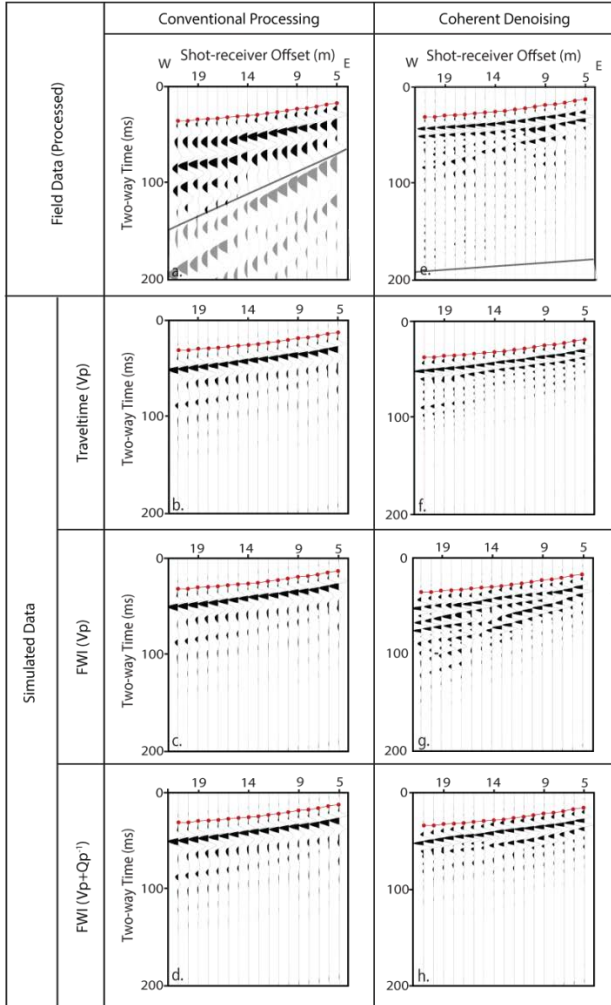 Conventional Processing
Coherent Denoising
Field Data (Processed)
Shot-receiver Offset (m)
W
E
19
14
9
5
Two-way Time (ms)
0
100
200
a.
Shot-receiver Offset (m)
W
E
19
14
9
5
Two-way Time (ms)
0
100
200
e.
Simulated Data
Traveltime (Vp)
19
14
9
5
Two-way Time (ms)
0
100
200
b.
19
14
9
5
0
100
200
f.
FWI (Vp)
19
14
9
5
Two-way Time (ms)
0
100
200
c.
19
14
9
5
0
100
200
g.
FWI (Vp+Qp⁻¹)
19
14
9
5
Two-way Time (ms)
0
100
200
d.
19
14
9
5
0
100
200
h.